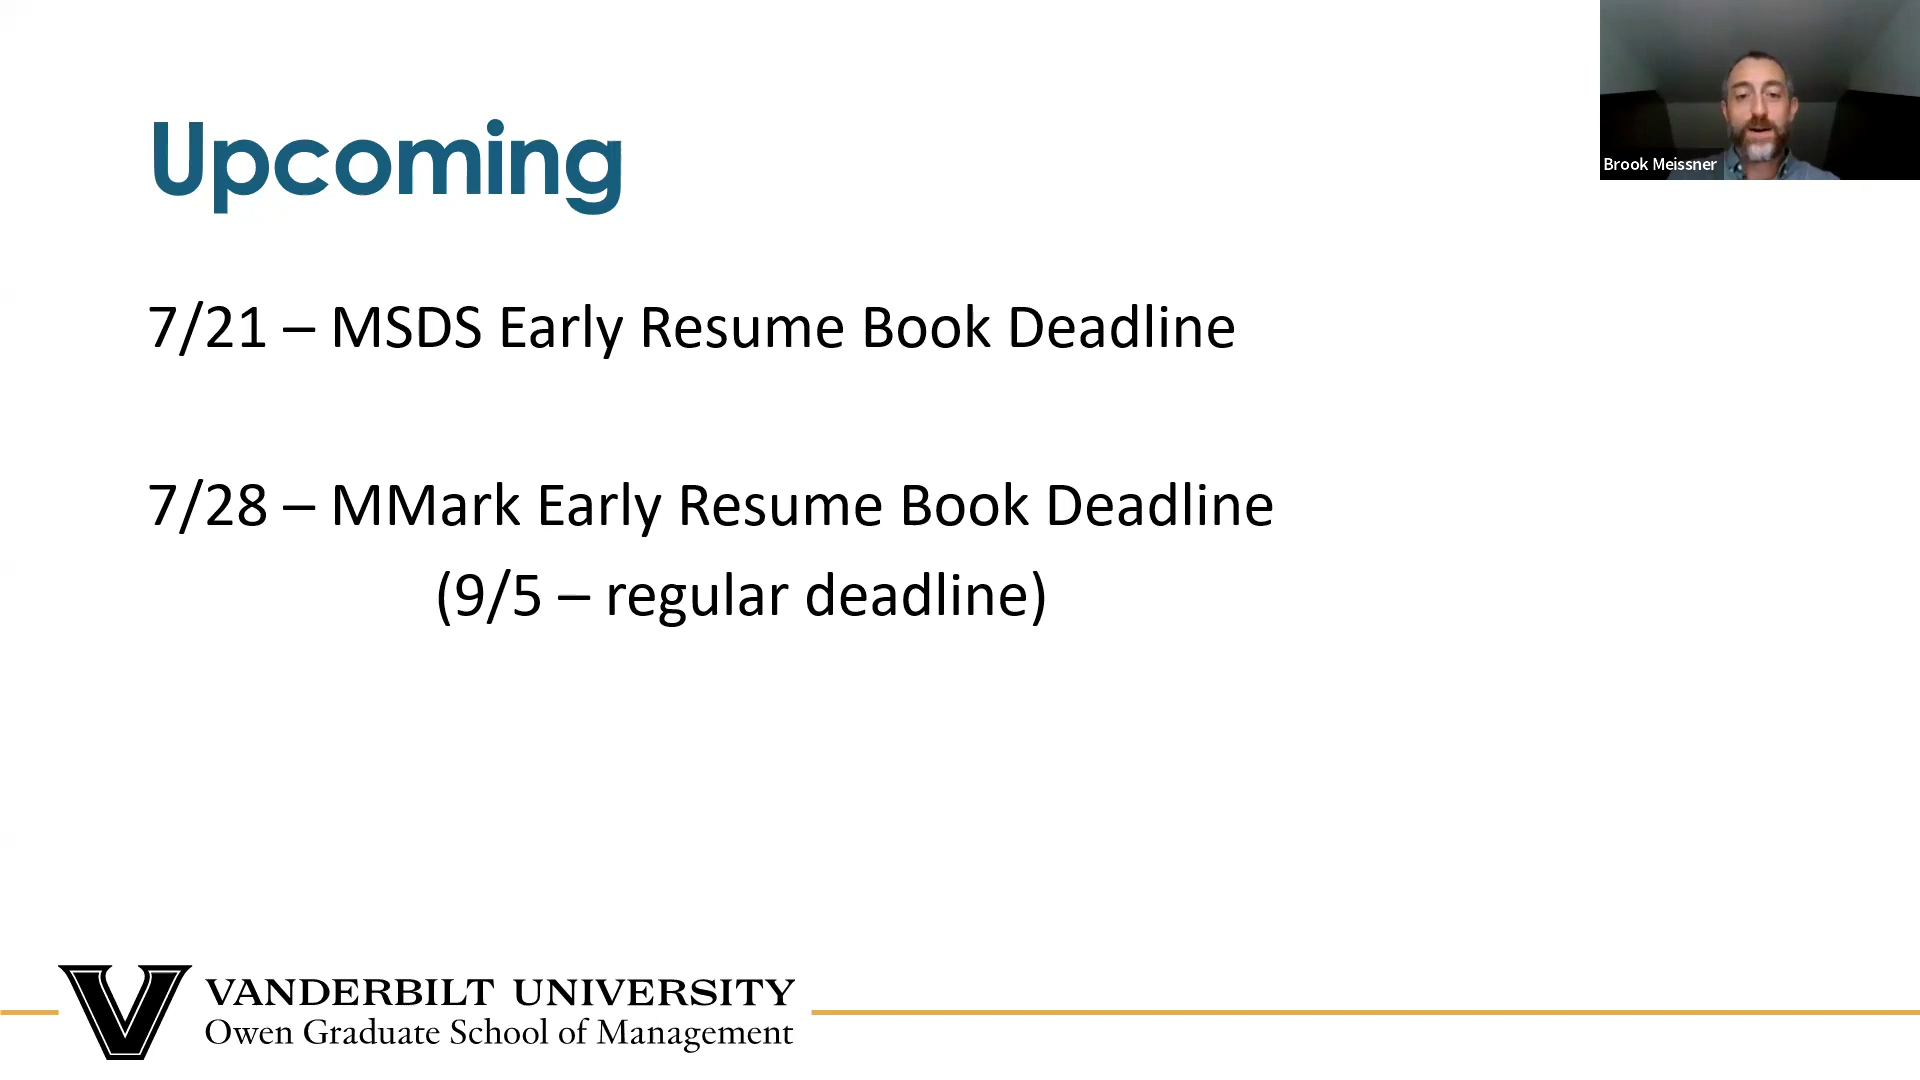 Upcoming
Brook Meissner
7/21 – MSDS Early Resume Book Deadline
7/28 – MMark Early Resume Book Deadline
(9/5 – regular deadline)
VANDERBILT UNIVERSITY
Owen Graduate School of Management